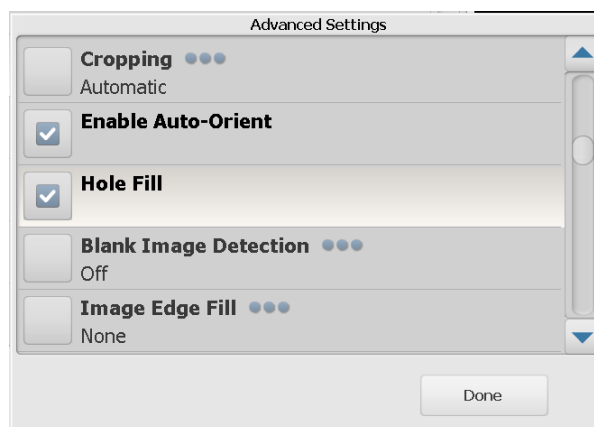 Advanced Settings
Cropping
Automatic
Enable Auto-Orient
Hole Fill
Blank Image Detection
Off
Image Edge Fill
None
Done